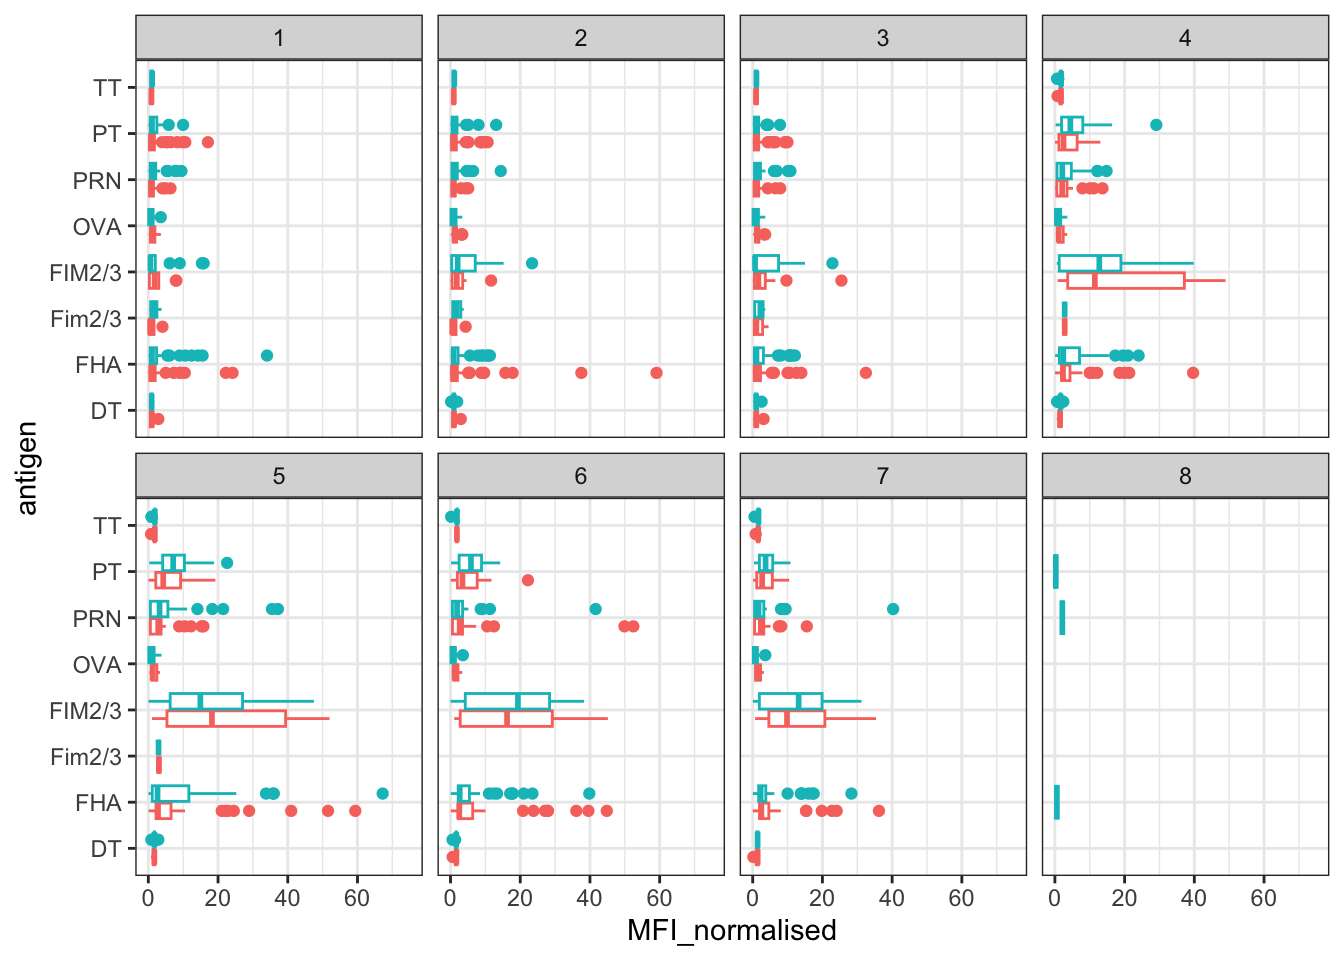 1 2 3 4
TT
PT
PRN
OVA
FIM2/3
Fim2/3
FHA
DT
antigen
5 6 7 8
TT
PT
PRN
OVA
FIM2/3
Fim2/3
FHA
DT
0 20 40 60 0 20 40 60 0 20 40 60 0 20 40 60
MFI_normalised